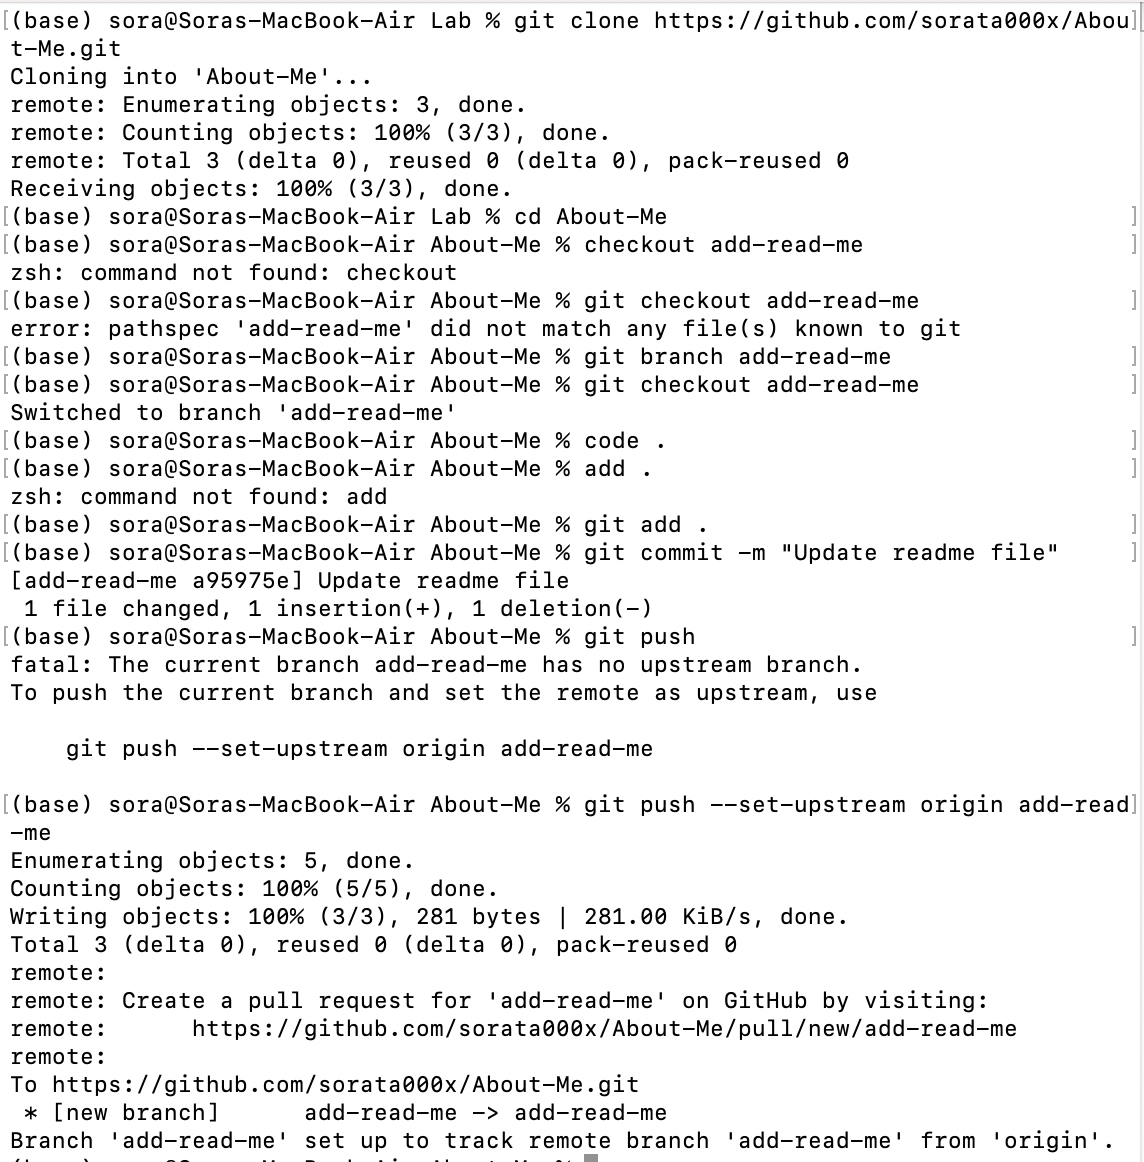 [(base) sora@Soras-MacBook-Air Lab % git clone https://github.com/sorata000x/Abou]
t-Me.git
Cloning into 'About-Me'...
remote: Enumerating objects: 3, done.
remote: Counting objects: 100% (3/3), done.
remote: Total 3 (delta 0), reused 0 (delta 0), pack-reused 0
Receiving objects: 100% (3/3), done.
[(base) sora@Soras-MacBook-Air Lab % cd About-Me ]
[(base) sora@Soras-MacBook-Air About-Me % checkout add-read-me ]
zsh: command not found: checkout
[(base) sora@Soras-MacBook-Air About-Me % git checkout add-read-me ]
error: pathspec 'add-read-me' did not match any file(s) known to git
[(base) sora@Soras-MacBook-Air About-Me % git branch add-read-me ]
[(base) sora@Soras-MacBook-Air About-Me % git checkout add-read-me ]
Switched to branch 'add-read-me'
[(base) sora@Soras-MacBook-Air About-Me % code . ]
[(base) sora@Soras-MacBook-Air About-Me % add . ]
zsh: command not found: add
[(base) sora@Soras-MacBook-Air About-Me % git add . ]
[(base) sora@Soras-MacBook-Air About-Me % git commit -m "Update readme file" ]
[add-read-me a95975e] Update readme file
 1 file changed, 1 insertion(+), 1 deletion(-)
[(base) sora@Soras-MacBook-Air About-Me % git push ]
fatal: The current branch add-read-me has no upstream branch.
To push the current branch and set the remote as upstream, use
    git push --set-upstream origin add-read-me
[(base) sora@Soras-MacBook-Air About-Me % git push --set-upstream origin add-read]
-me
Enumerating objects: 5, done.
Counting objects: 100% (5/5), done.
Writing objects: 100% (3/3), 281 bytes | 281.00 KiB/s, done.
Total 3 (delta 0), reused 0 (delta 0), pack-reused 0
remote:
remote: Create a pull request for 'add-read-me' on GitHub by visiting:
remote:      https://github.com/sorata000x/About-Me/pull/new/add-read-me
remote:
To https://github.com/sorata000x/About-Me.git
 * [new branch]      add-read-me -> add-read-me
Branch 'add-read-me' set up to track remote branch 'add-read-me' from 'origin'.
(base) sora@Soras-MacBook-Air About-Me %